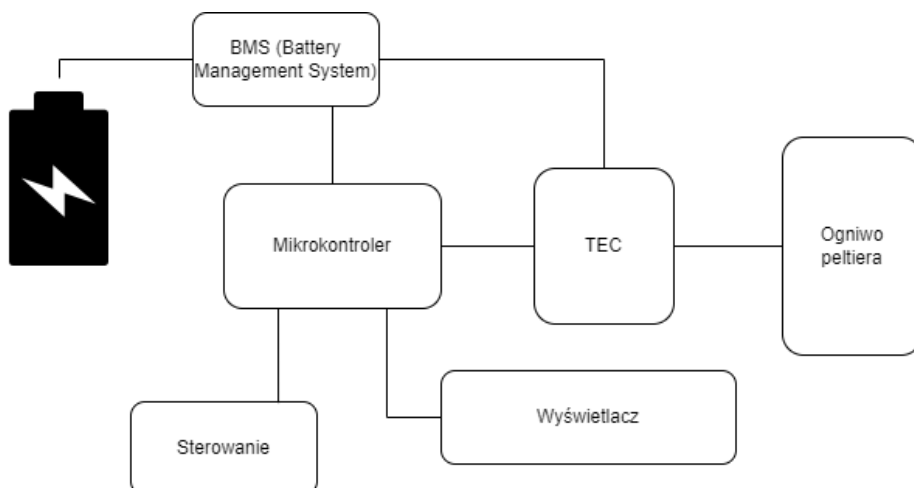 BMS (Battery
Management System)
Mikrokontroler
TEC
Ogniwo
peltiera
Wyświetlacz
Sterowanie